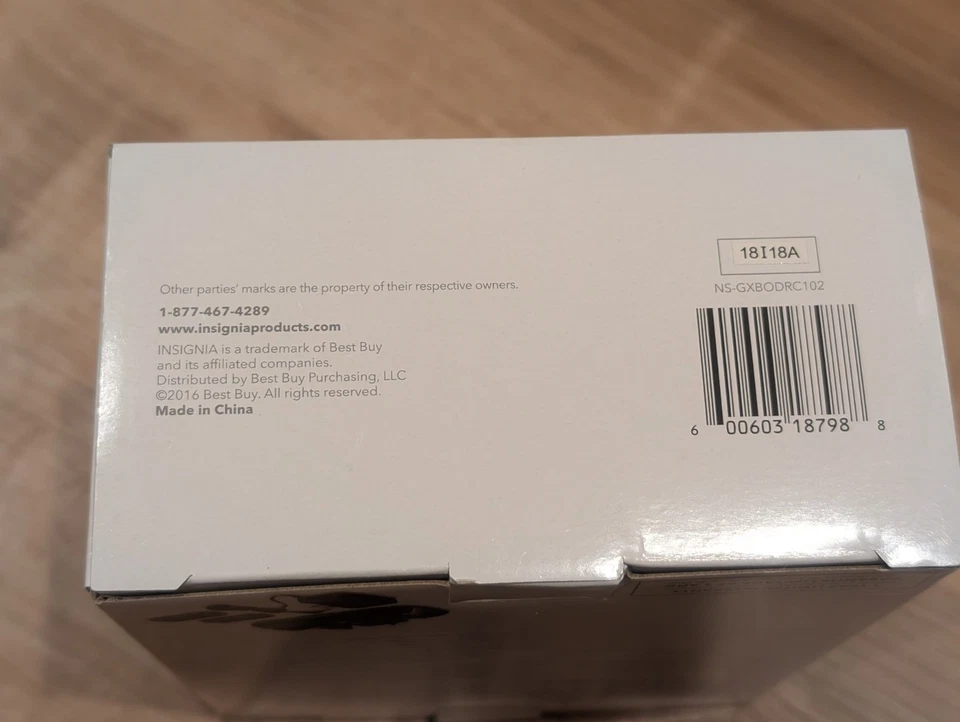 Other parties' marks are the property of their respective owners.
1-877-467-4289
www.insigniaproducts.com
INSIGNIA is a trademark of Best Buy
and its affiliated companies.
Distributed by Best Buy Purchasing, LLC
©2016 Best Buy. All rights reserved.
Made in China
18I18A
NS-GXBODRC102
6 00603 18798 8